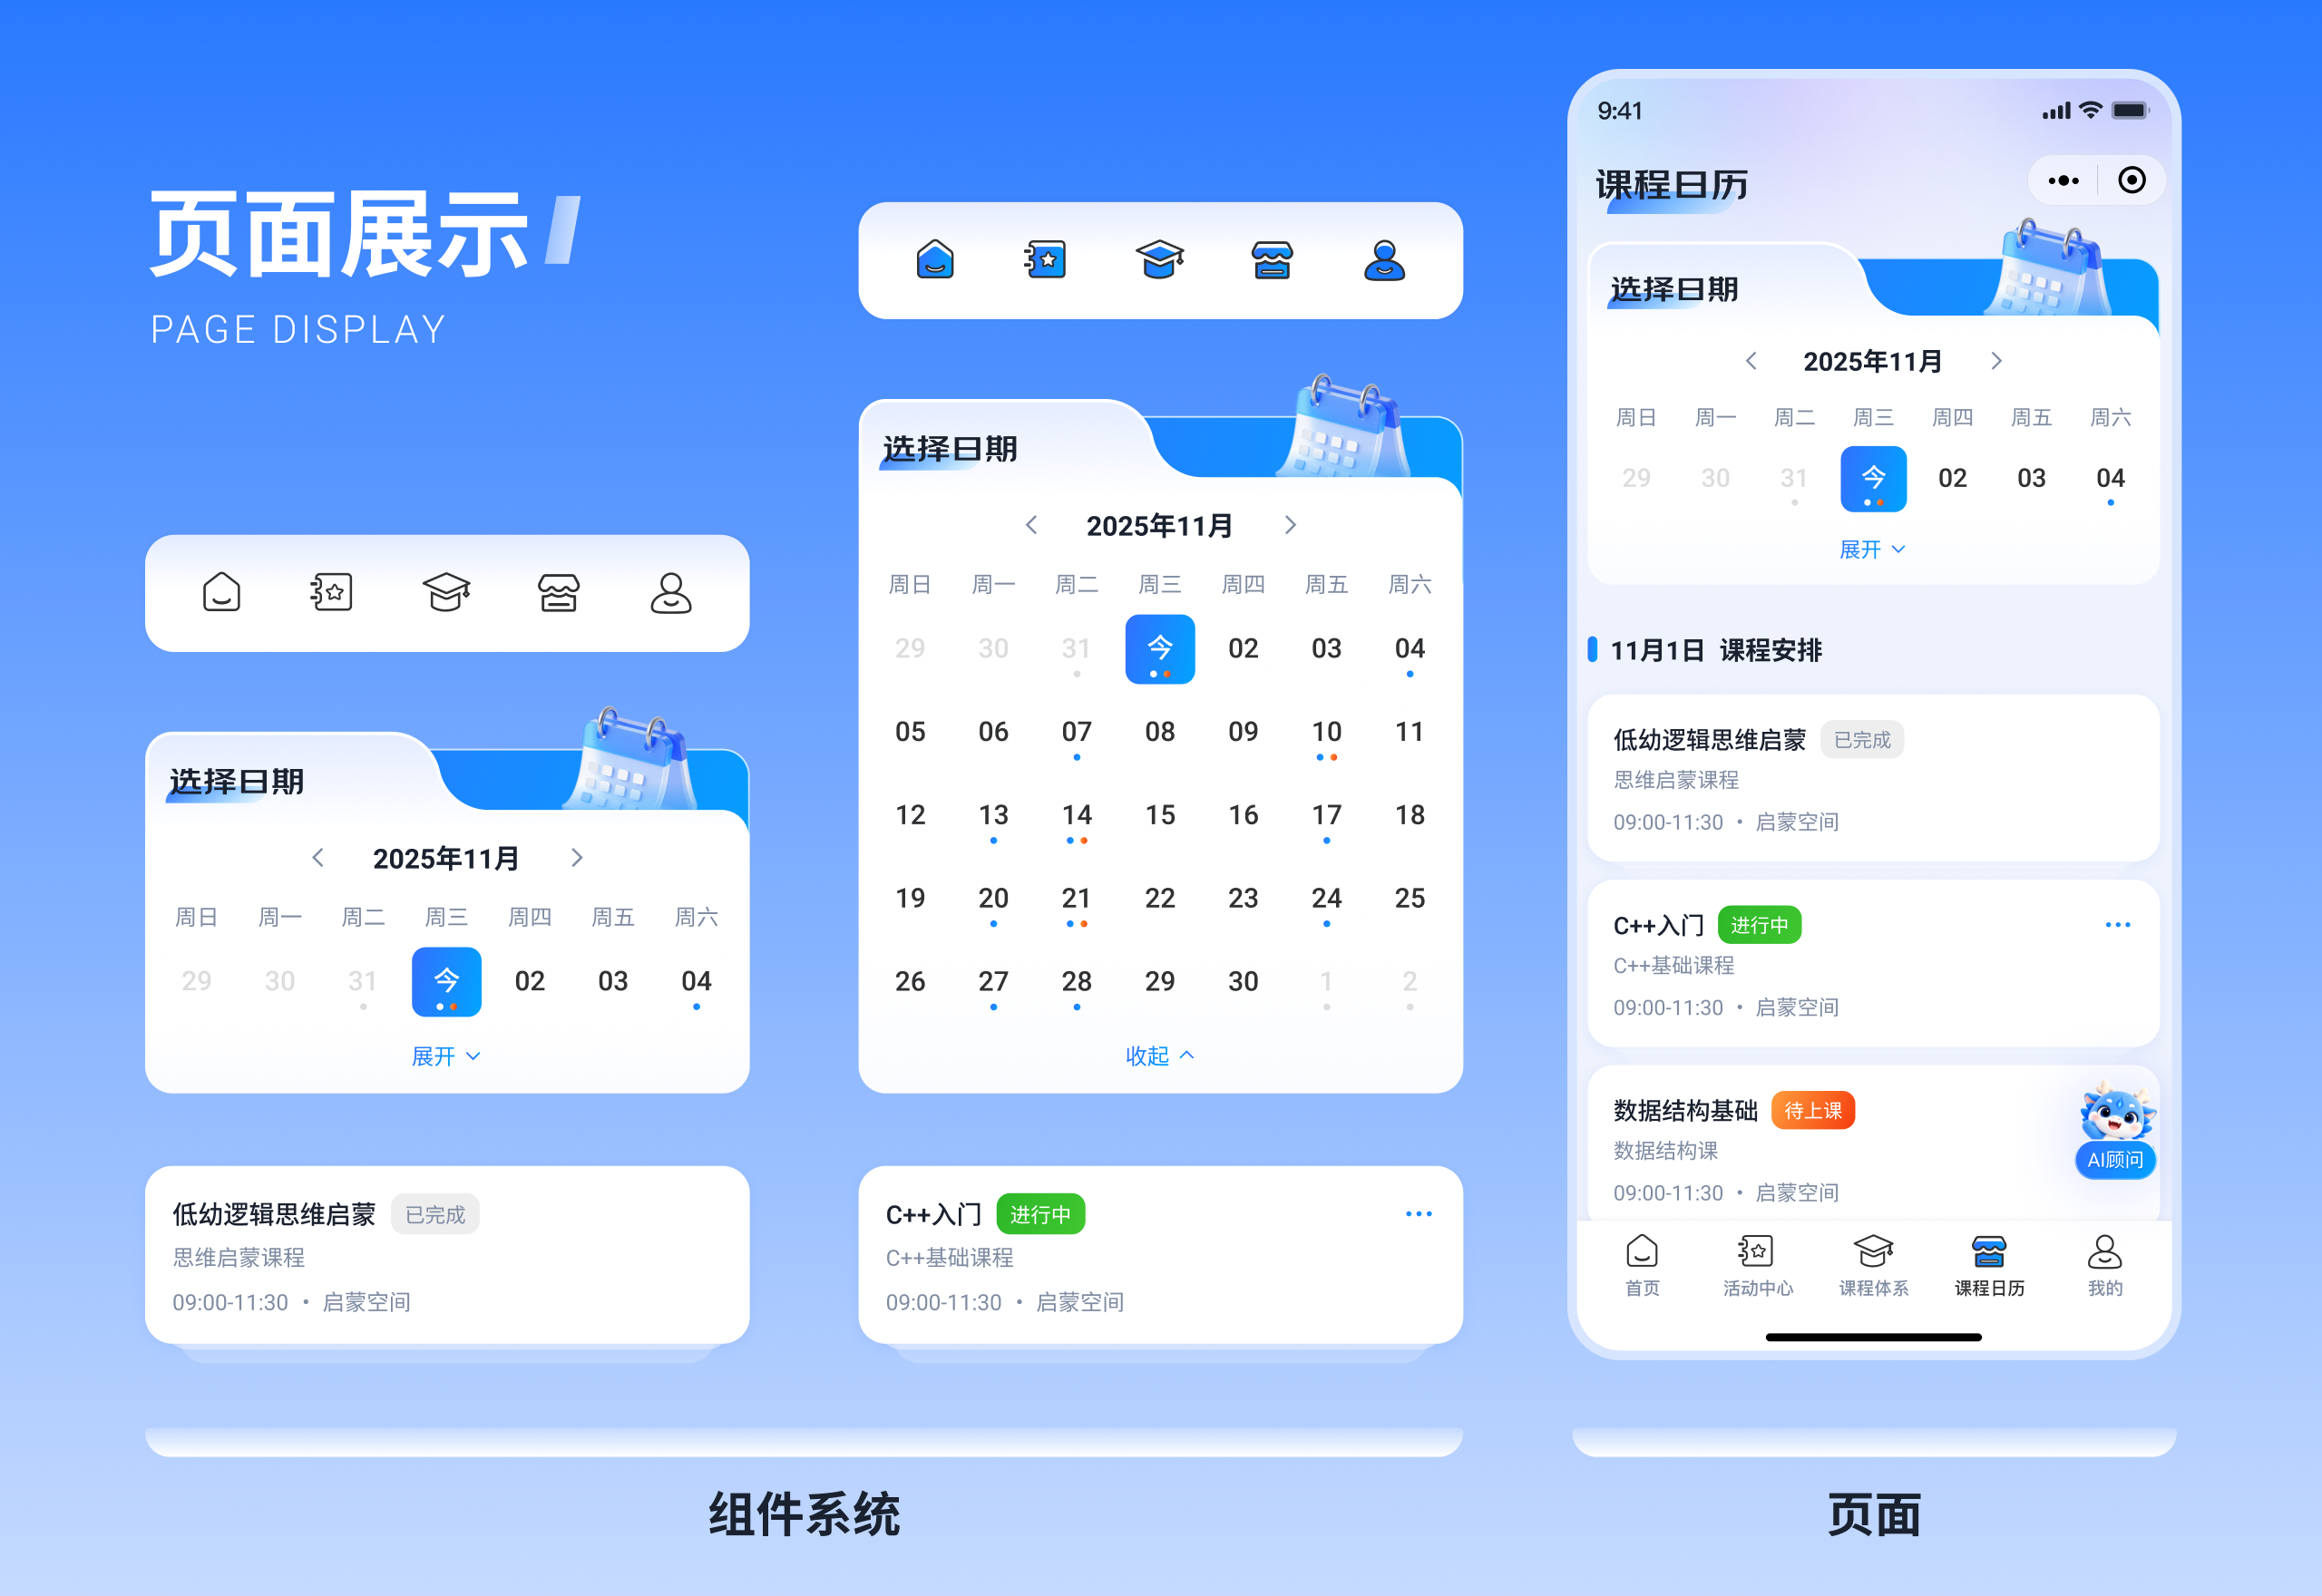 页面展示
PAGE DISPLAY
选择日期
2025年11月
周日 周一 周二 周三 周四 周五 周六
29 30 31 今 02 03 04
展开
低幼逻辑思维启蒙 已完成
思维启蒙课程
09:00-11:30 • 启蒙空间
选择日期
2025年11月
周日 周一 周二 周三 周四 周五 周六
29 30 31 今 02 03 04
05 06 07 08 09 10 11
12 13 14 15 16 17 18
19 20 21 22 23 24 25
26 27 28 29 30 1 2
收起
C++入门 进行中
C++基础课程
09:00-11:30 • 启蒙空间
组件系统
9:41
课程日历
选择日期
2025年11月
周日 周一 周二 周三 周四 周五 周六
29 30 31 今 02 03 04
展开
11月1日 课程安排
低幼逻辑思维启蒙 已完成
思维启蒙课程
09:00-11:30 • 启蒙空间
C++入门 进行中
C++基础课程
09:00-11:30 • 启蒙空间
数据结构基础 待上课
数据结构课
09:00-11:30 • 启蒙空间
AI顾问
首页 活动中心 课程体系 课程日历 我的
页面